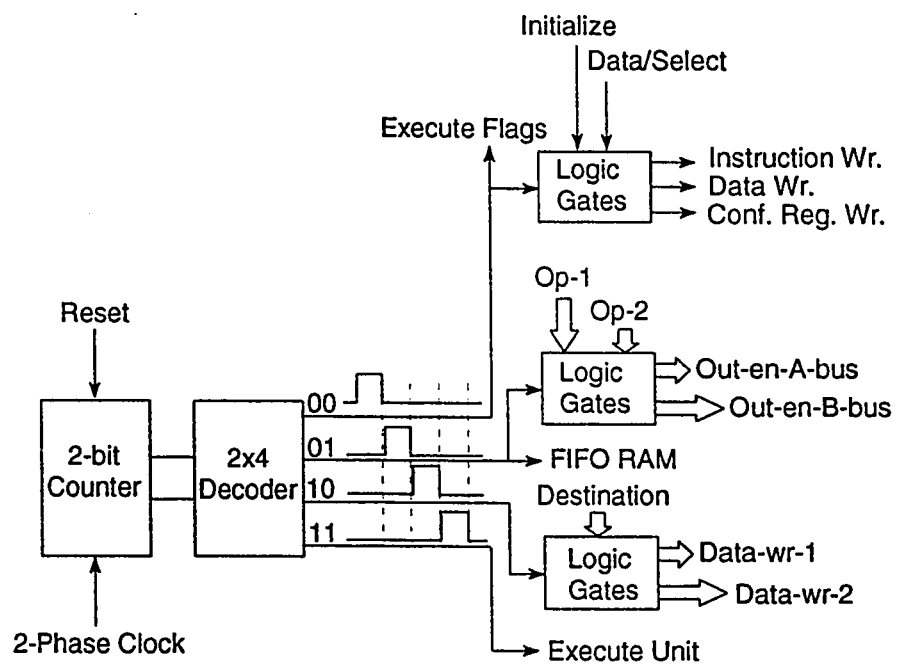 Initialize
Data/Select
Execute Flags
Logic
Gates
Instruction Wr.
Data Wr.
Conf. Reg. Wr.
Op-1
Op-2
Reset
Logic
Gates
Out-en-A-bus
Out-en-B-bus
00
01
10
11
2-bit
Counter
2x4
Decoder
FIFO RAM
Destination
Logic
Gates
Data-wr-1
Data-wr-2
2-Phase Clock
Execute Unit